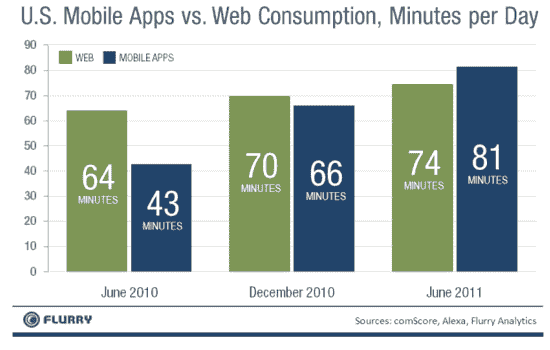 U.S. Mobile Apps vs. Web Consumption, Minutes per Day
90
WEB MOBILE APPS
80
70
60
50
40
30
20
10
0
64
MINUTES
43
MINUTES
70
MINUTES
66
MINUTES
74
MINUTES
81
MINUTES
June 2010 December 2010 June 2011
FLURRY Sources: comScore, Alexa, Flurry Analytics